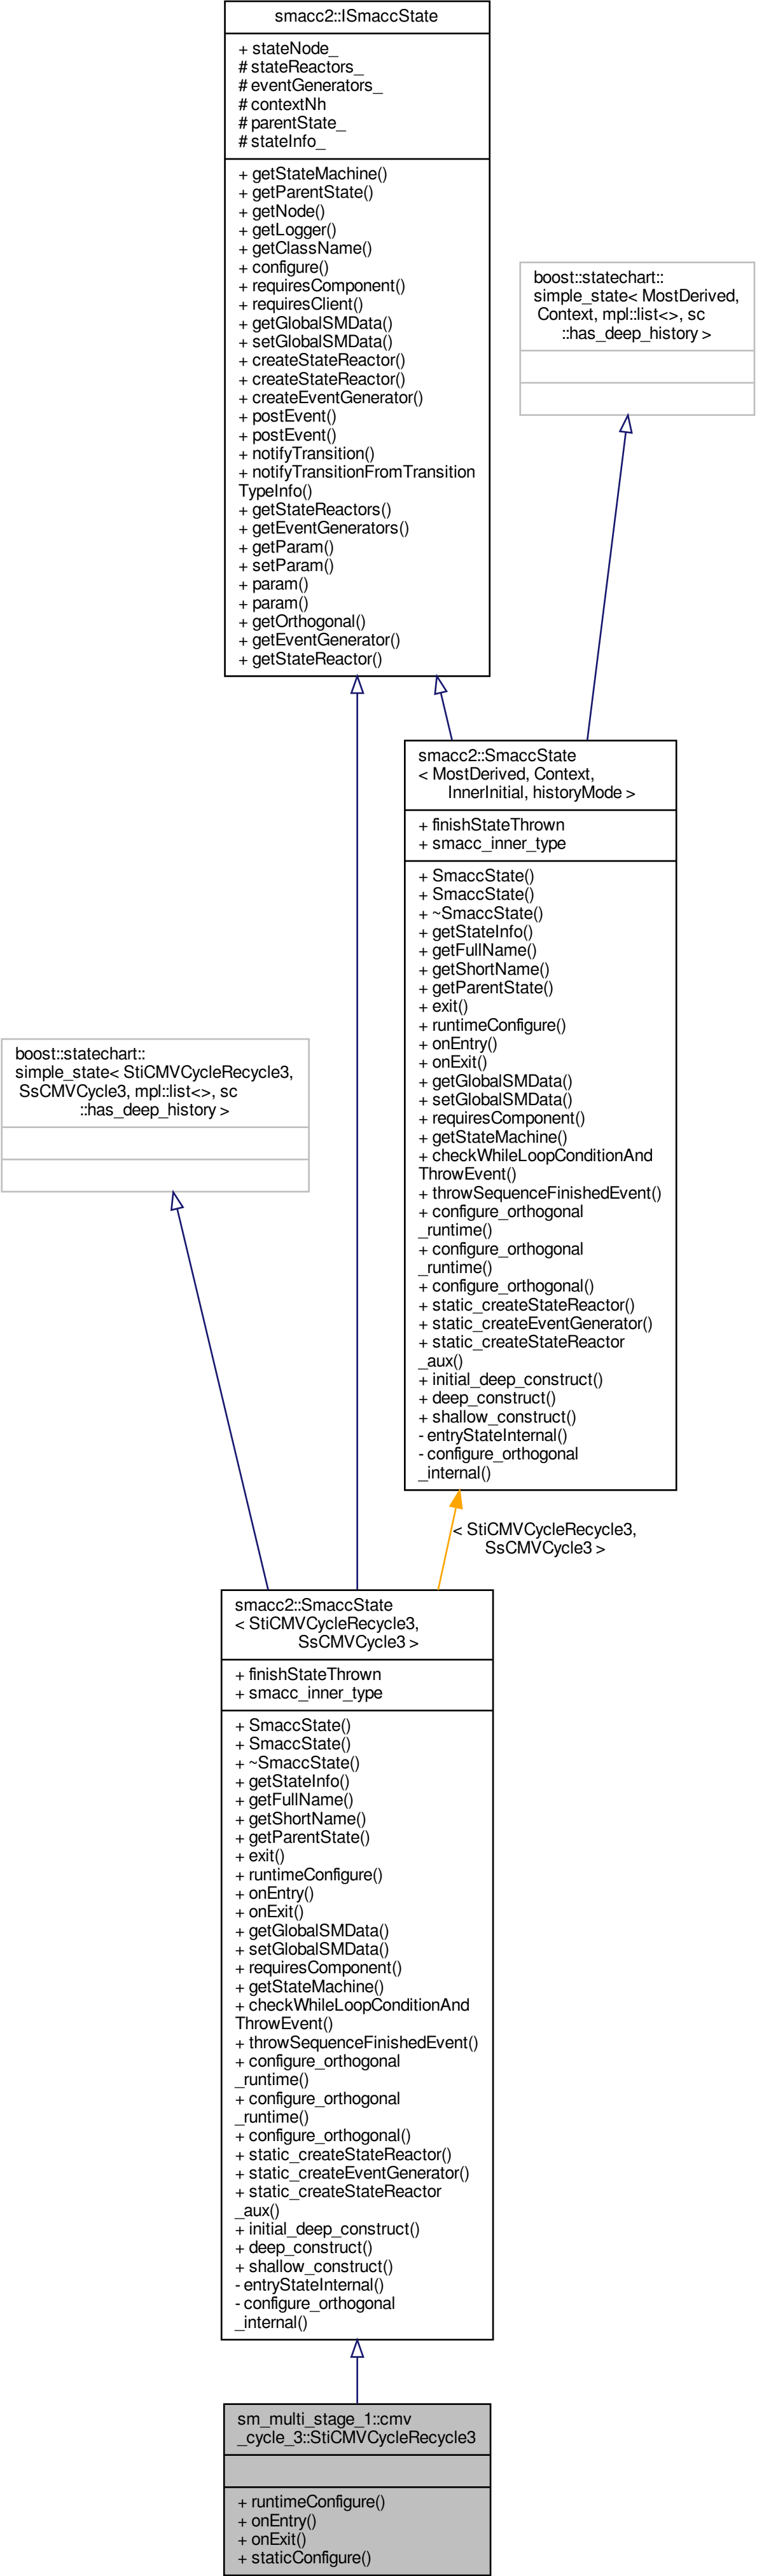 smacc2::ISmaccState
+ stateNode_
# stateReactors_
# eventGenerators_
# contextNh
# parentState_
# stateInfo_
+ getStateMachine()
+ getParentState()
+ getNode()
+ getLogger()
+ getClassName()
+ configure()
+ requiresComponent()
+ requiresClient()
+ getGlobalSMData()
+ setGlobalSMData()
+ createStateReactor()
+ createStateReactor()
+ createEventGenerator()
+ postEvent()
+ postEvent()
+ notifyTransition()
+ notifyTransitionFromTransition
TypeInfo()
+ getStateReactors()
+ getEventGenerators()
+ getParam()
+ setParam()
+ param()
+ param()
+ getOrthogonal()
+ getEventGenerator()
+ getStateReactor()
boost::statechart::
simple_state< MostDerived,
Context, mpl::list<>, sc
::has_deep_history >
smacc2::SmaccState
< MostDerived, Context,
InnerInitial, historyMode >
+ finishStateThrown
+ smacc_inner_type
+ SmaccState()
+ SmaccState()
+ ~SmaccState()
+ getStateInfo()
+ getFullName()
+ getShortName()
+ getParentState()
+ exit()
+ runtimeConfigure()
+ onEntry()
+ onExit()
+ getGlobalSMData()
+ setGlobalSMData()
+ requiresComponent()
+ getStateMachine()
+ checkWhileLoopConditionAnd
ThrowEvent()
+ throwSequenceFinishedEvent()
+ configure_orthogonal
_runtime()
+ configure_orthogonal
_runtime()
+ configure_orthogonal()
+ static_createStateReactor()
+ static_createEventGenerator()
+ static_createStateReactor
_aux()
+ initial_deep_construct()
+ deep_construct()
+ shallow_construct()
- entryStateInternal()
- configure_orthogonal
_internal()
boost::statechart::
simple_state< StiCMVCycleRecycle3,
SsCMVCycle3, mpl::list<>, sc
::has_deep_history >
< StiCMVCycleRecycle3,
SsCMVCycle3 >
smacc2::SmaccState
< StiCMVCycleRecycle3,
SsCMVCycle3 >
+ finishStateThrown
+ smacc_inner_type
+ SmaccState()
+ SmaccState()
+ ~SmaccState()
+ getStateInfo()
+ getFullName()
+ getShortName()
+ getParentState()
+ exit()
+ runtimeConfigure()
+ onEntry()
+ onExit()
+ getGlobalSMData()
+ setGlobalSMData()
+ requiresComponent()
+ getStateMachine()
+ checkWhileLoopConditionAnd
ThrowEvent()
+ throwSequenceFinishedEvent()
+ configure_orthogonal
_runtime()
+ configure_orthogonal
_runtime()
+ configure_orthogonal()
+ static_createStateReactor()
+ static_createEventGenerator()
+ static_createStateReactor
_aux()
+ initial_deep_construct()
+ deep_construct()
+ shallow_construct()
- entryStateInternal()
- configure_orthogonal
_internal()
sm_multi_stage_1::cmv
_cycle_3::StiCMVCycleRecycle3
+ runtimeConfigure()
+ onEntry()
+ onExit()
+ staticConfigure()